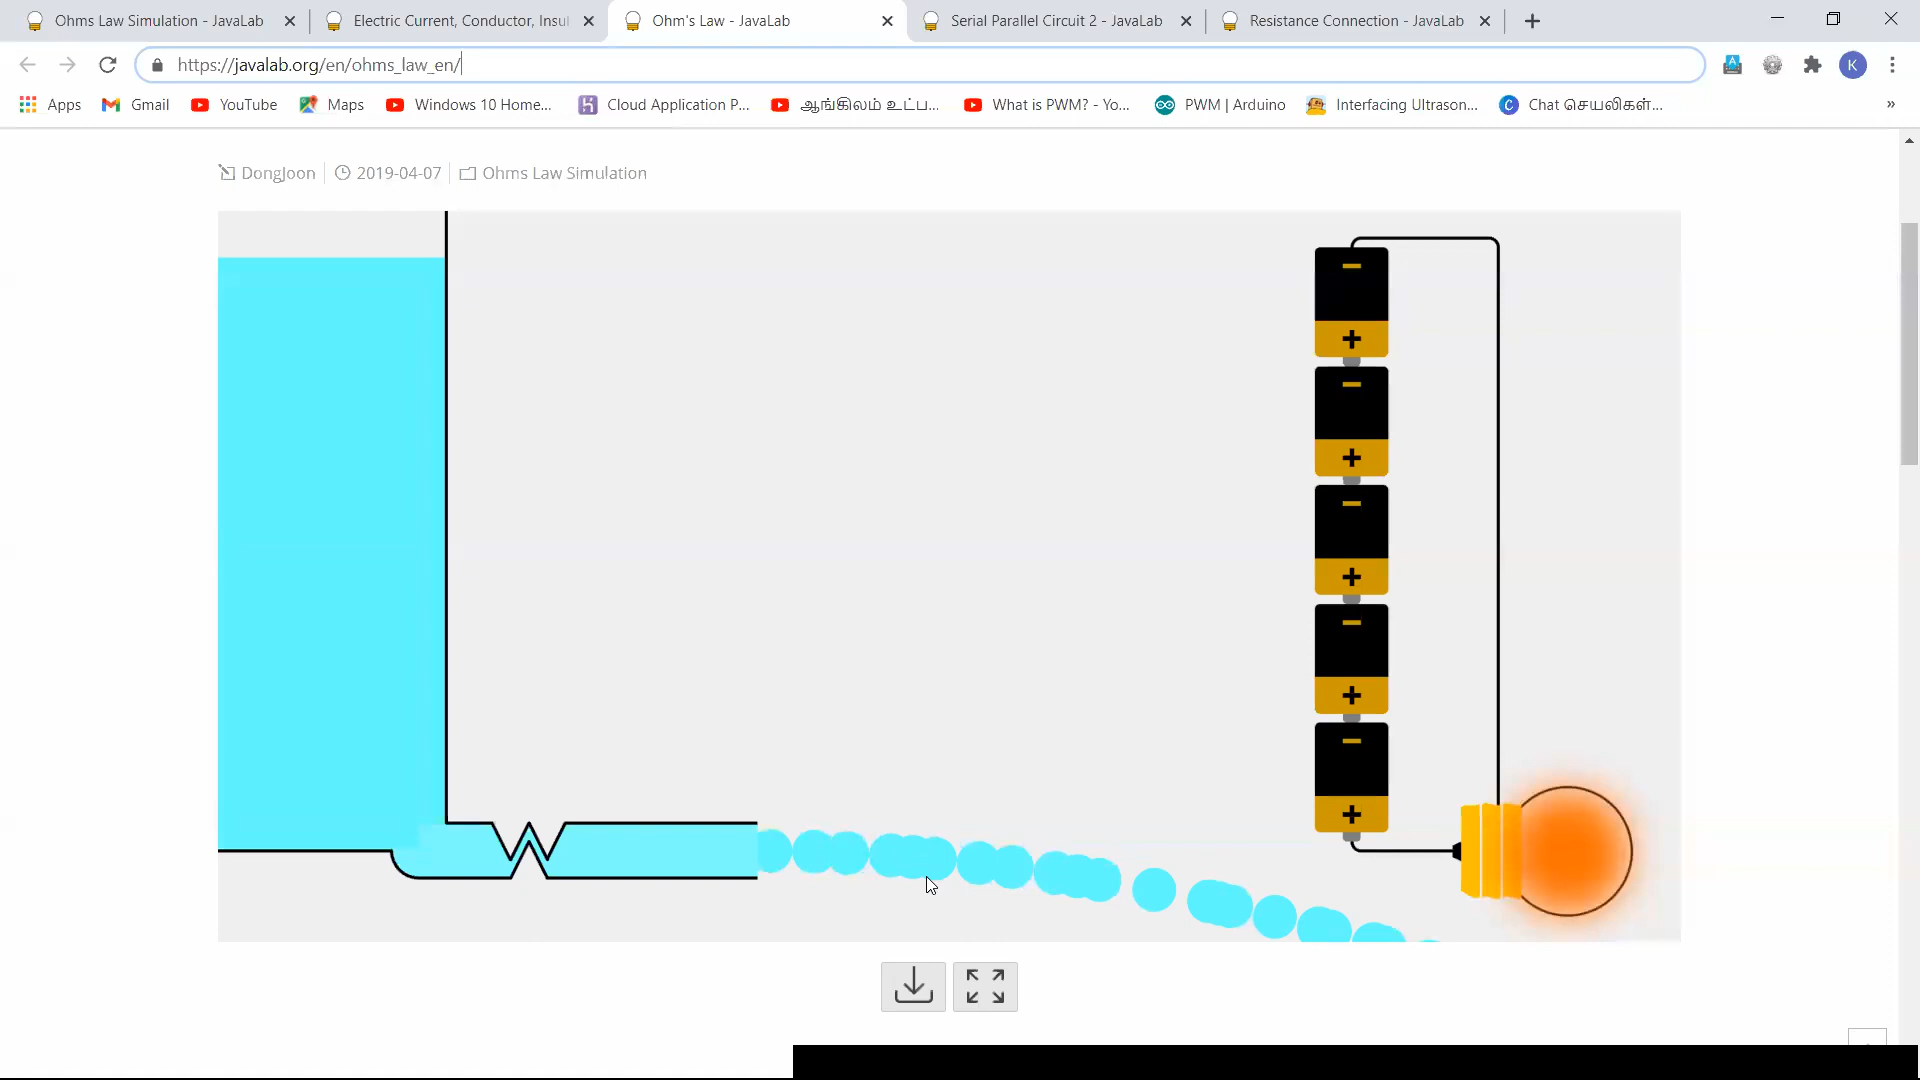 Ohms Law Simulation - JavaLab
Electric Current, Conductor, Insul
Ohm's Law - JavaLab
Serial Parallel Circuit 2 - JavaLab
Resistance Connection - JavaLab
https://javalab.org/en/ohms_law_en/
K
Apps
Gmail
YouTube
Maps
Windows 10 Home...
Cloud Application P...
ஆங்கிலம் உட்ப...
What is PWM? - Yo...
PWM | Arduino
Interfacing Ultrason...
Chat செயலிகள்...
»
DongJoon
2019-04-07
Ohms Law Simulation
−
+
−
+
−
+
−
+
−
+